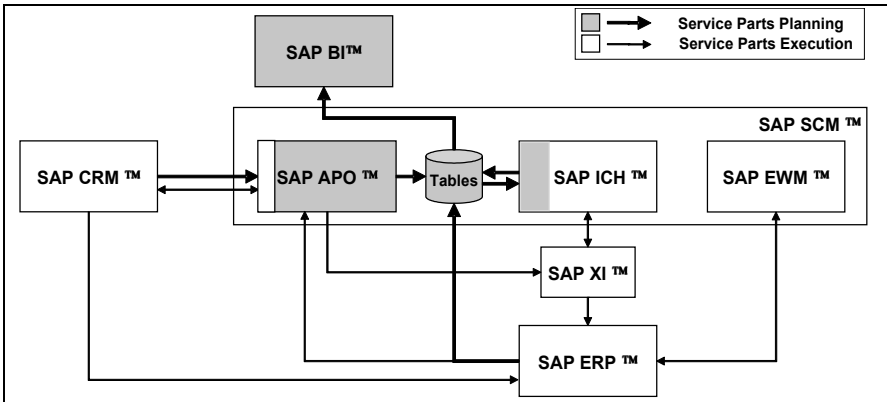 Service Parts Planning
Service Parts Execution
SAP BI™
SAP SCM ™
SAP CRM ™
SAP APO ™
Tables
SAP ICH ™
SAP EWM ™
SAP XI ™
SAP ERP ™